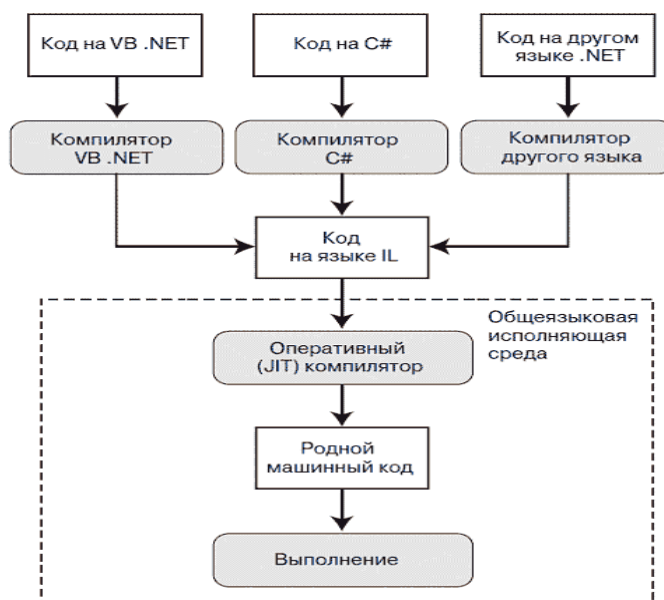 Код на VB .NET
Код на C#
Код на другом
языке .NET
Компилятор
VB .NET
Компилятор
C#
Компилятор
другого языка
Код
на языке IL
Общеязыковая
исполняющая
среда
Оперативный
(JIT) компилятор
Родной
машинный код
Выполнение